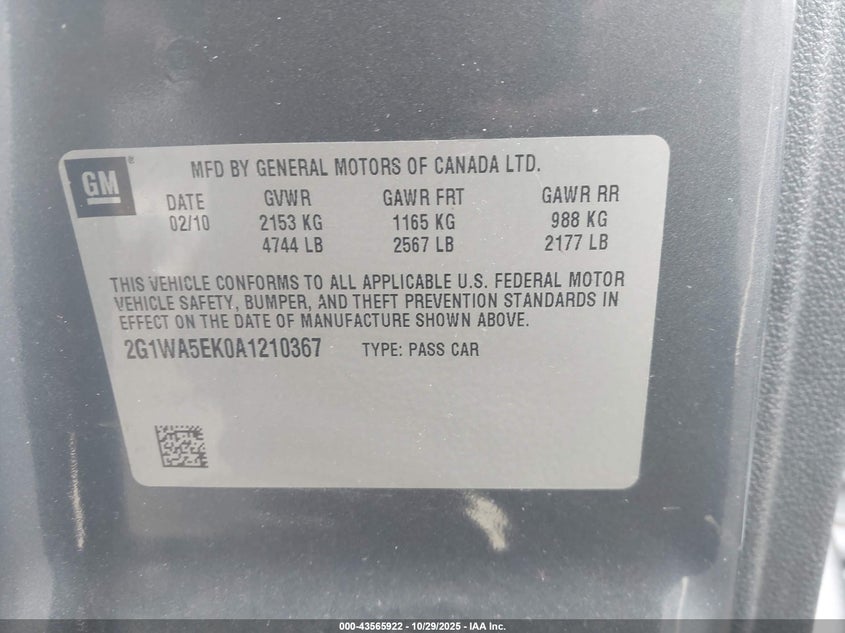 GM ®
MFD BY GENERAL MOTORS OF CANADA LTD.
DATE GVWR GAWR FRT GAWR RR
02/10 2153 KG 1165 KG 988 KG
4744 LB 2567 LB 2177 LB
THIS VEHICLE CONFORMS TO ALL APPLICABLE U.S. FEDERAL MOTOR
VEHICLE SAFETY, BUMPER, AND THEFT PREVENTION STANDARDS IN
EFFECT ON THE DATE OF MANUFACTURE SHOWN ABOVE.
2G1WA5EK0A1210367 TYPE: PASS CAR
000-43565922 - 10/29/2025 - IAA Inc.